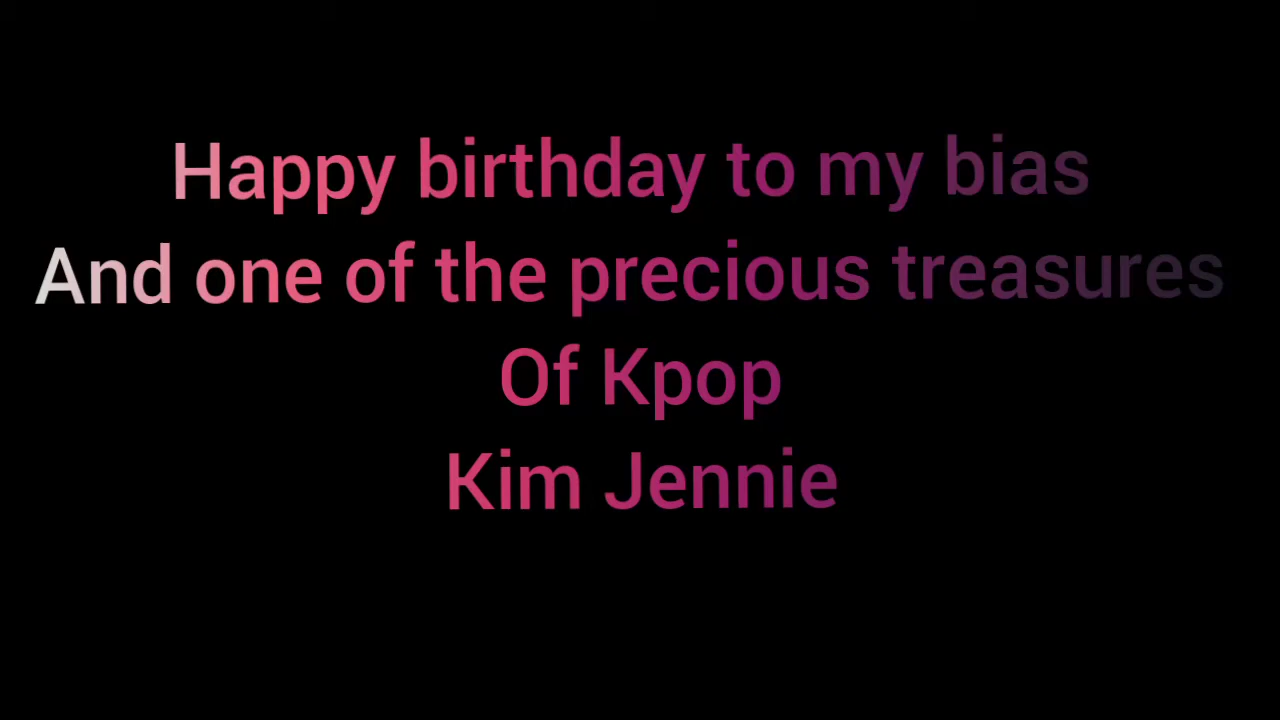 Happy birthday to my bias
And one of the precious treasures
Of Kpop
Kim Jennie